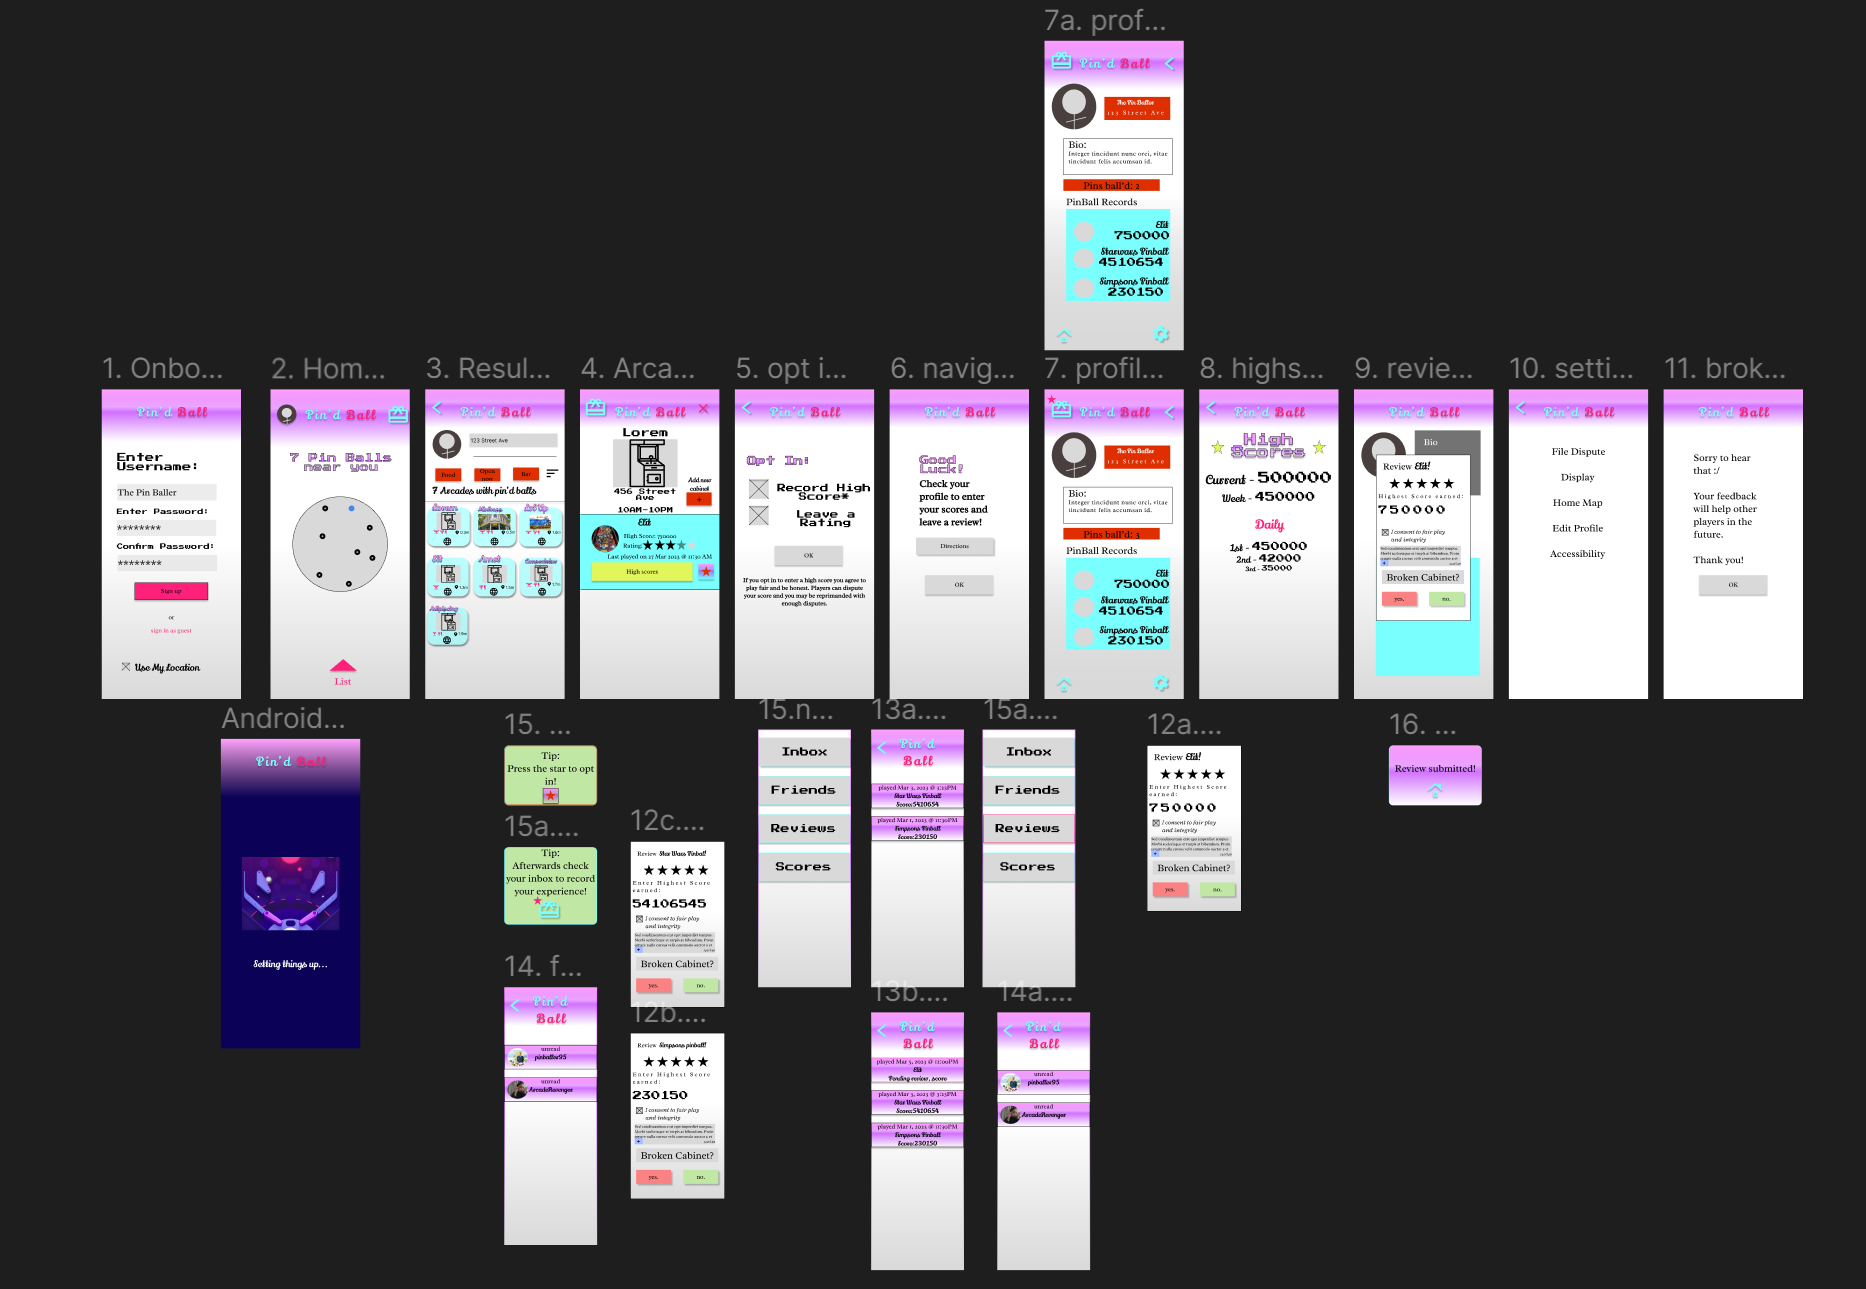 7a. prof...
Pin'd Ball
The Pin Baller
123 Street Ave
Bio:
Integer tincidunt nunc orci, vitae
tincidunt felis accumsan id.
Pins ball'd: 2
PinBall Records
Elit
750000
Starwars Pinball
4510654
Simpsons Pinball
230150
1. Onbo...
Pin'd Ball
Enter
Username:
The Pin Baller
Enter Password:
********
Confirm Password:
********
Sign up
or
sign in as guest
Use My Location
2. Hom...
Pin'd Ball
7 Pin Balls
near you
List
3. Resul...
Pin'd Ball
123 Street Ave
Food
Open
now
Bar
7 Arcades with pin'd balls
4. Arca...
Pin'd Ball
Lorem
456 Street
Ave
10AM-10PM
Add new
cabinet
+
Elit
High Score: 750000
Rating:
Last played on 27 Mar 2023 @ 11:30 AM
High scores
5. opt i...
Pin'd Ball
Opt In:
Record High
Score*
Leave a
Rating
OK
If you opt in to enter a high score you agree to
play fair and be honest. Players can dispute
your score and you may be reprimanded with
enough disputes.
6. navig...
Pin'd Ball
Good
Luck!
Check your
profile to enter
your scores and
leave a review!
Directions
OK
7. profil...
Pin'd Ball
The Pin Baller
123 Street Ave
Bio:
Integer tincidunt nunc orci, vitae
tincidunt felis accumsan id.
Pins ball'd: 3
PinBall Records
Elit
750000
Starwars Pinball
4510654
Simpsons Pinball
230150
8. highs...
Pin'd Ball
High
Scores
Current - 500000
Week - 450000
Daily
1st - 450000
2nd - 42000
3rd - 35000
9. revie...
Pin'd Ball
Bio
Review Elit!
Highest Score earned:
750000
I consent to fair play
and integrity
Broken Cabinet?
yes,
no.
10. setti...
Pin'd Ball
File Dispute
Display
Home Map
Edit Profile
Accessibility
11. brok...
Pin'd Ball
Sorry to hear
that :/
Your feedback
will help other
players in the
future.
Thank you!
OK
Android...
Pin'd Ball
Setting things up...
15. ...
Tip:
Press the star to opt
in!
15a....
Tip:
Afterwards check
your inbox to record
your experience!
14. f...
Pin'd
Ball
unread
pinballer95
unread
ArcadeRevenger
12c....
Review Star Wars Pinball!
Enter Highest Score
earned:
54106545
I consent to fair play
and integrity
Broken Cabinet?
yes.
no.
12b....
Review Simpsons pinball!
Enter Highest Score
earned:
230150
I consent to fair play
and integrity
Broken Cabinet?
yes.
no.
15.n...
Inbox
Friends
Reviews
Scores
13a....
Pin'd
Ball
played Mar 3, 2023 @ 3:23PM
Star Wars Pinball
Score:5410654
played Mar 1, 2023 @ 11:30PM
Simpsons Pinball
Score:230150
15a....
Inbox
Friends
Reviews
Scores
13b....
Pin'd
Ball
played Mar 5, 2023 @ 11:00PM
Elit
Pending review, score
played Mar 3, 2023 @ 3:23PM
Star Wars Pinball
Score:5410654
played Mar 1, 2023 @ 11:30PM
Simpsons Pinball
Score:230150
14a....
Pin'd
Ball
unread
pinballer95
unread
ArcadeRevenger
12a....
Review Elit!
Enter Highest Score
earned:
750000
I consent to fair play
and integrity
Broken Cabinet?
yes.
no.
16. ...
Review submitted!